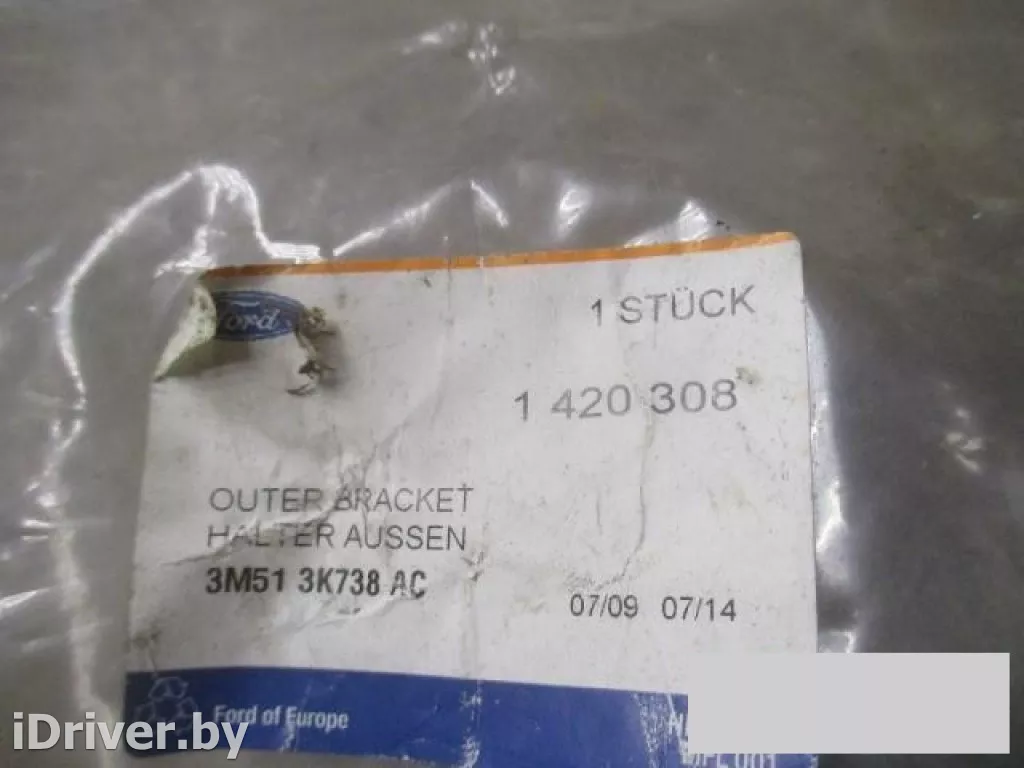 Ford
1 STÜCK
1 420 308
OUTER BRACKET
HALTER AUSSEN
3M51 3K738 AC
07/09 07/14
Ford of Europe
iDriver.by